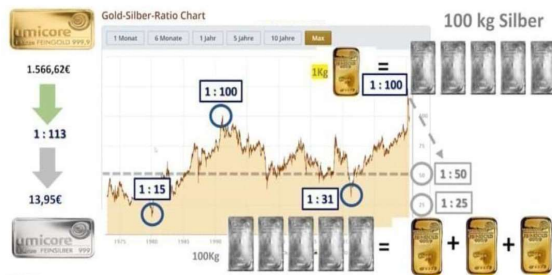 Gold-Silber-Ratio Chart
1 Monat 6 Monate 1 Jahr 5 Jahre 10 Jahre Max
100 kg Silber
umicore
FEINGOLD 999,9
1.566,62€
1 : 113
13,95€
umicore
FEINSILBER 999
1Kg
=
1 : 100
1 : 100
1 : 15
1 : 31
1 : 50
1 : 25
1975
1980
100Kg
=
+
+